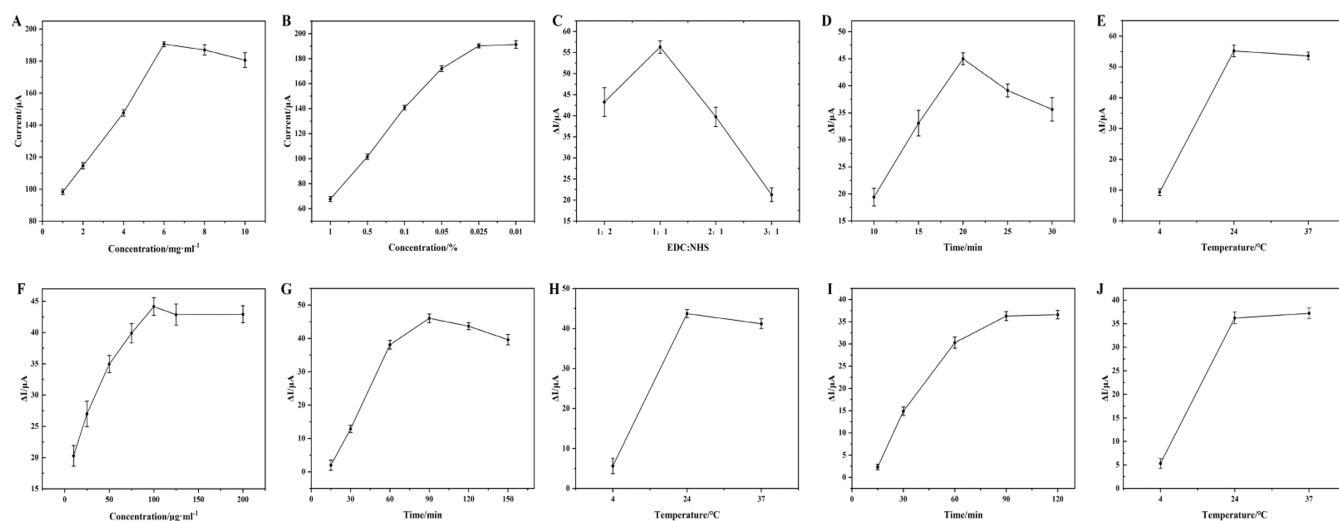 A
Current/μA
200
180
160
140
120
100
80
0 2 4 6 8 10
Concentration/mg·ml⁻¹
B
Current/μA
200
180
160
140
120
100
80
60
1 0.5 0.1 0.05 0.025 0.01
Concentration/%
C
ΔI/μA
60
55
50
45
40
35
30
25
20
15
1：2 1：1 2：1 3：1
EDC:NHS
D
ΔI/μA
50
45
40
35
30
25
20
15
10 15 20 25 30
Time/min
E
ΔI/μA
60
50
40
30
20
10
0
4 24 37
Temperature/°C
F
ΔI/μA
45
40
35
30
25
20
15
0 50 100 150 200
Concentration/μg·ml⁻¹
G
ΔI/μA
50
40
30
20
10
0
0 30 60 90 120 150
Time/min
H
ΔI/μA
50
40
30
20
10
0
4 24 37
Temperature/°C
I
ΔI/μA
40
35
30
25
20
15
10
5
0
0 30 60 90 120
Time/min
J
ΔI/μA
40
35
30
25
20
15
10
5
0
4 24 37
Temperature/°C